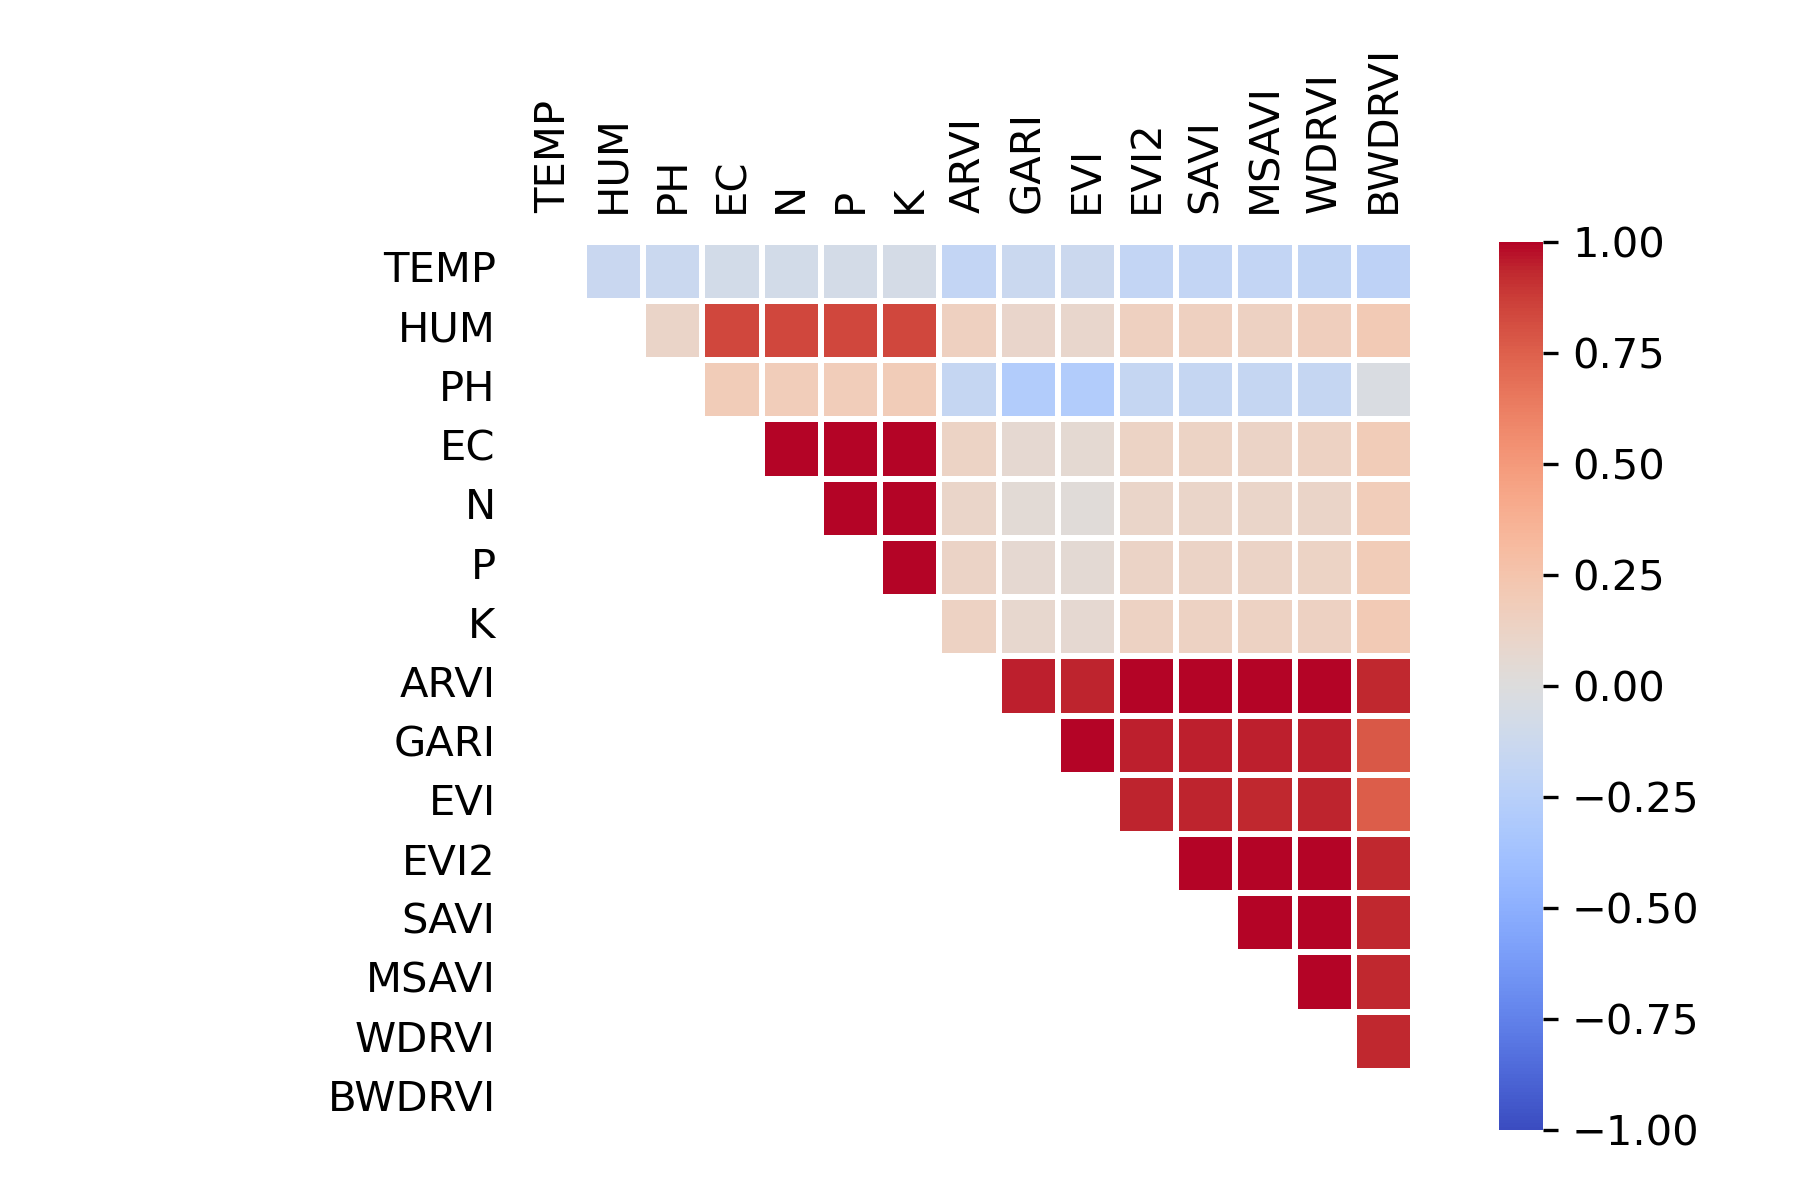 TEMP
HUM
PH
EC
N
P
K
ARVI
GARI
EVI
EVI2
SAVI
MSAVI
WDRVI
BWDRVI
TEMP
HUM
PH
EC
N
P
K
ARVI
GARI
EVI
EVI2
SAVI
MSAVI
WDRVI
BWDRVI
1.00
0.75
0.50
0.25
0.00
−0.25
−0.50
−0.75
−1.00